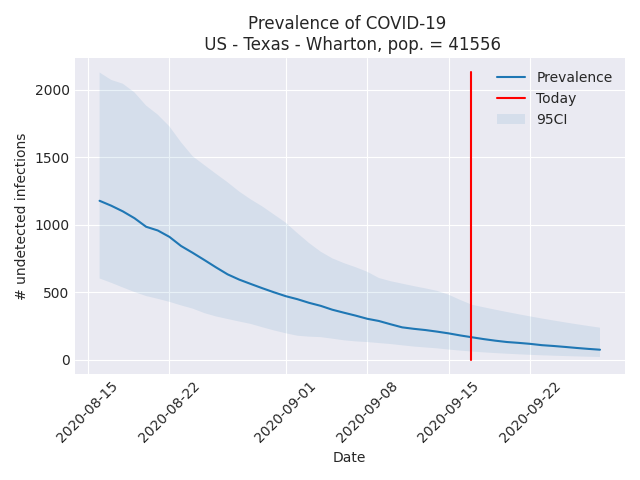 Prevalence of COVID-19
US - Texas - Wharton, pop. = 41556
Prevalence
Today
95CI
# undetected infections
2000
1500
1000
500
0
2020-08-15
2020-08-22
2020-09-01
2020-09-08
2020-09-15
2020-09-22
Date